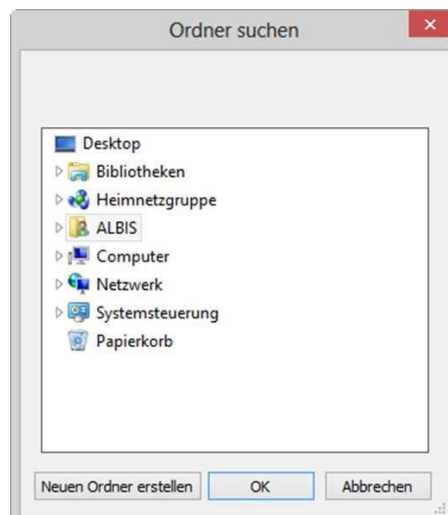 Ordner suchen
Desktop
Bibliotheken
Heimnetzgruppe
ALBIS
Computer
Netzwerk
Systemsteuerung
Papierkorb
Neuen Ordner erstellen OK Abbrechen